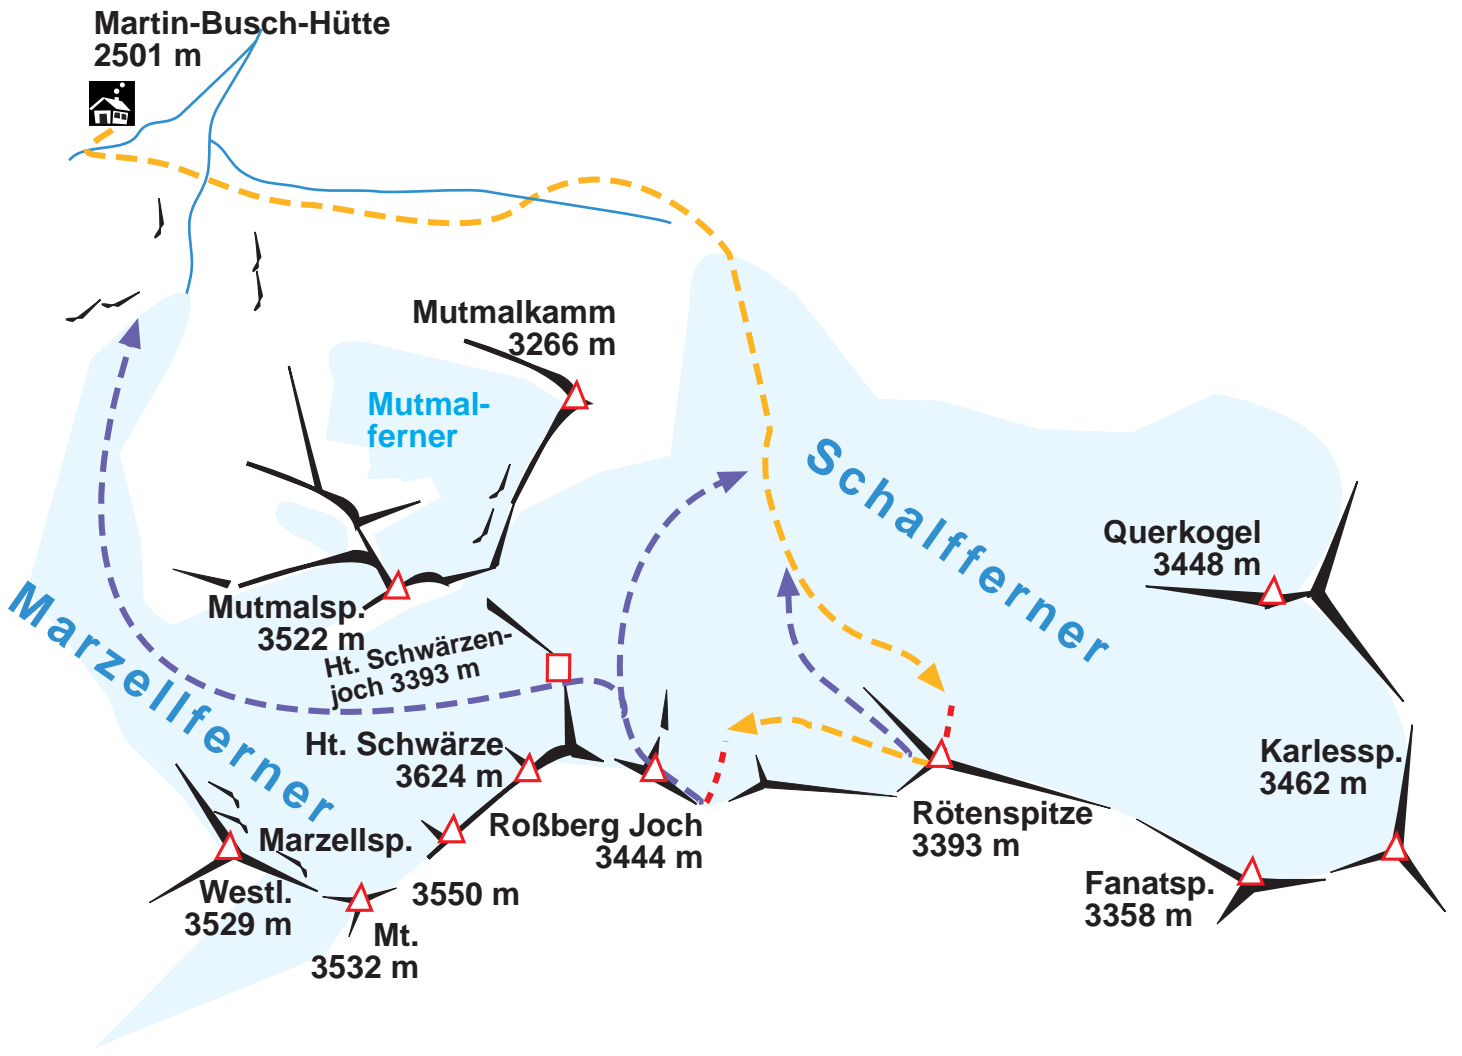 Martin-Busch-Hütte
2501 m
Mutmalkamm
3266 m
Mutmal-
ferner
Schalfferner
Querkogel
3448 m
Mutmalsp.
3522 m
Ht. Schwärzen-
joch 3393 m
Marzellferner
Ht. Schwärze
3624 m
Karlessp.
3462 m
Roßberg Joch
3444 m
Rötenspitze
3393 m
Marzellsp.
Westl.
3529 m
3550 m
Fanatsp.
3358 m
Mt.
3532 m